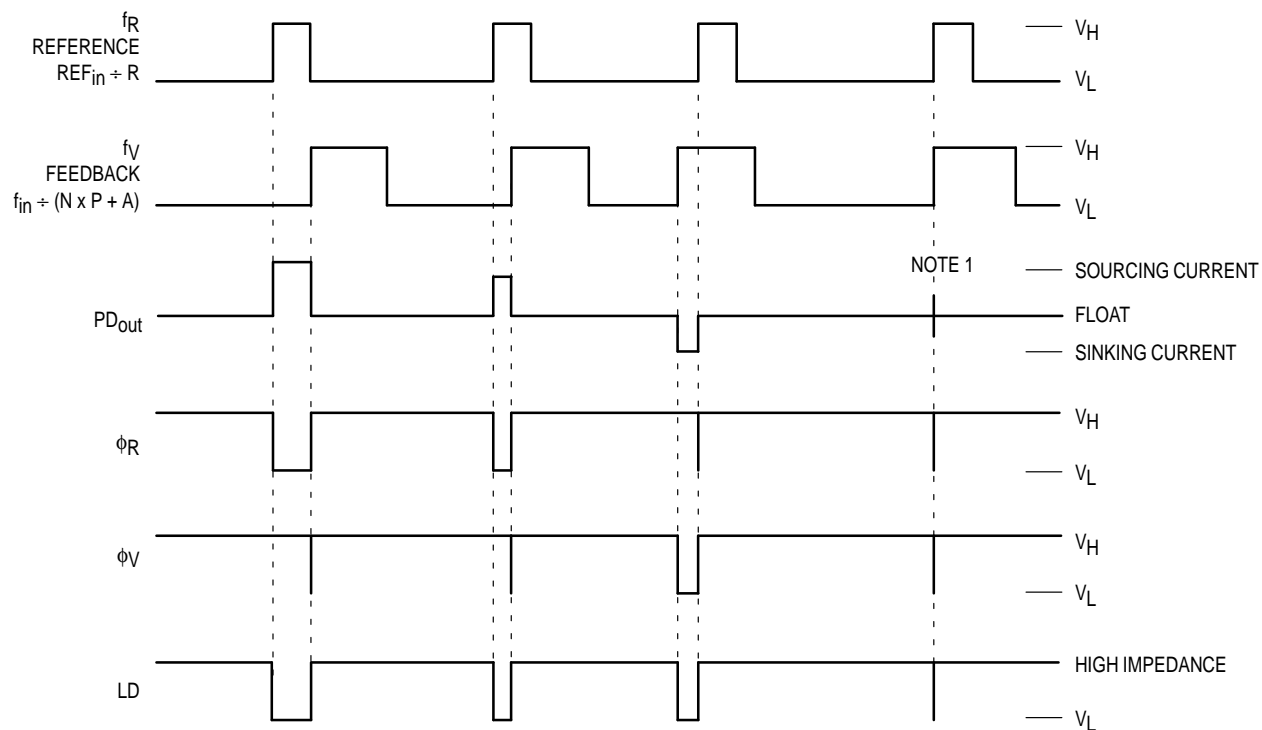 fR
REFERENCE
REFin ÷ R
VH
VL
fV
FEEDBACK
fin ÷ (N x P + A)
VH
VL
NOTE 1
SOURCING CURRENT
PDout
FLOAT
SINKING CURRENT
ϕR
VH
VL
ϕV
VH
VL
LD
HIGH IMPEDANCE
VL